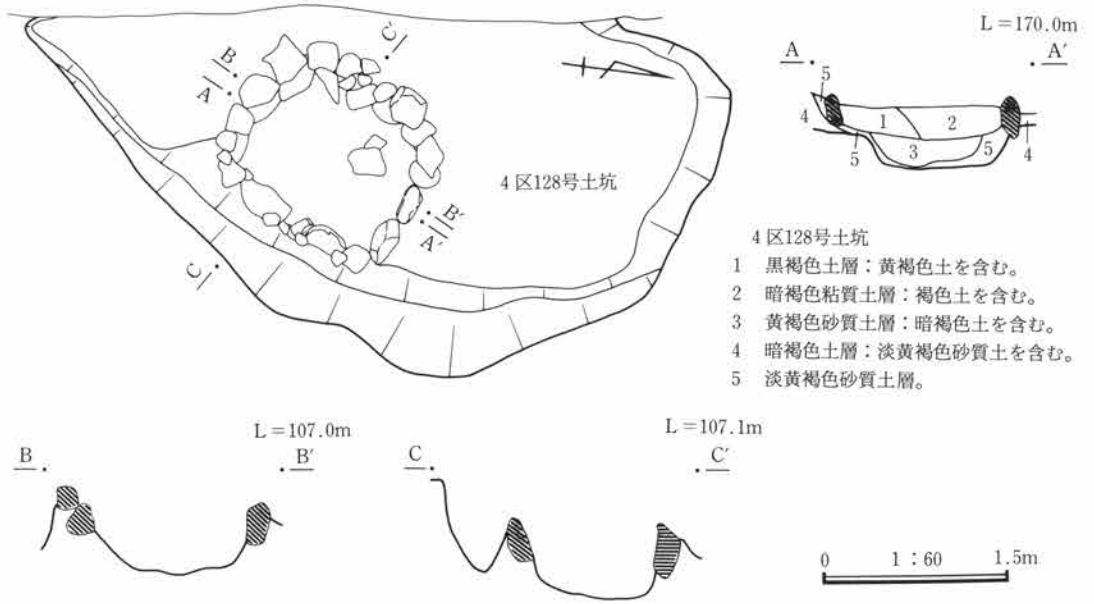 L=170.0m
A
A′
5
4
1
2
3
5
5
4
C′
B
A
4区128号土坑
B′
A′
C
4区128号土坑
1 黒褐色土層：黄褐色土を含む。
2 暗褐色粘質土層：褐色土を含む。
3 黄褐色砂質土層：暗褐色土を含む。
4 暗褐色土層：淡黄褐色砂質土を含む。
5 淡黄褐色砂質土層。
L=107.0m
B
B′
L=107.1m
C
C′
0 1：60 1.5m